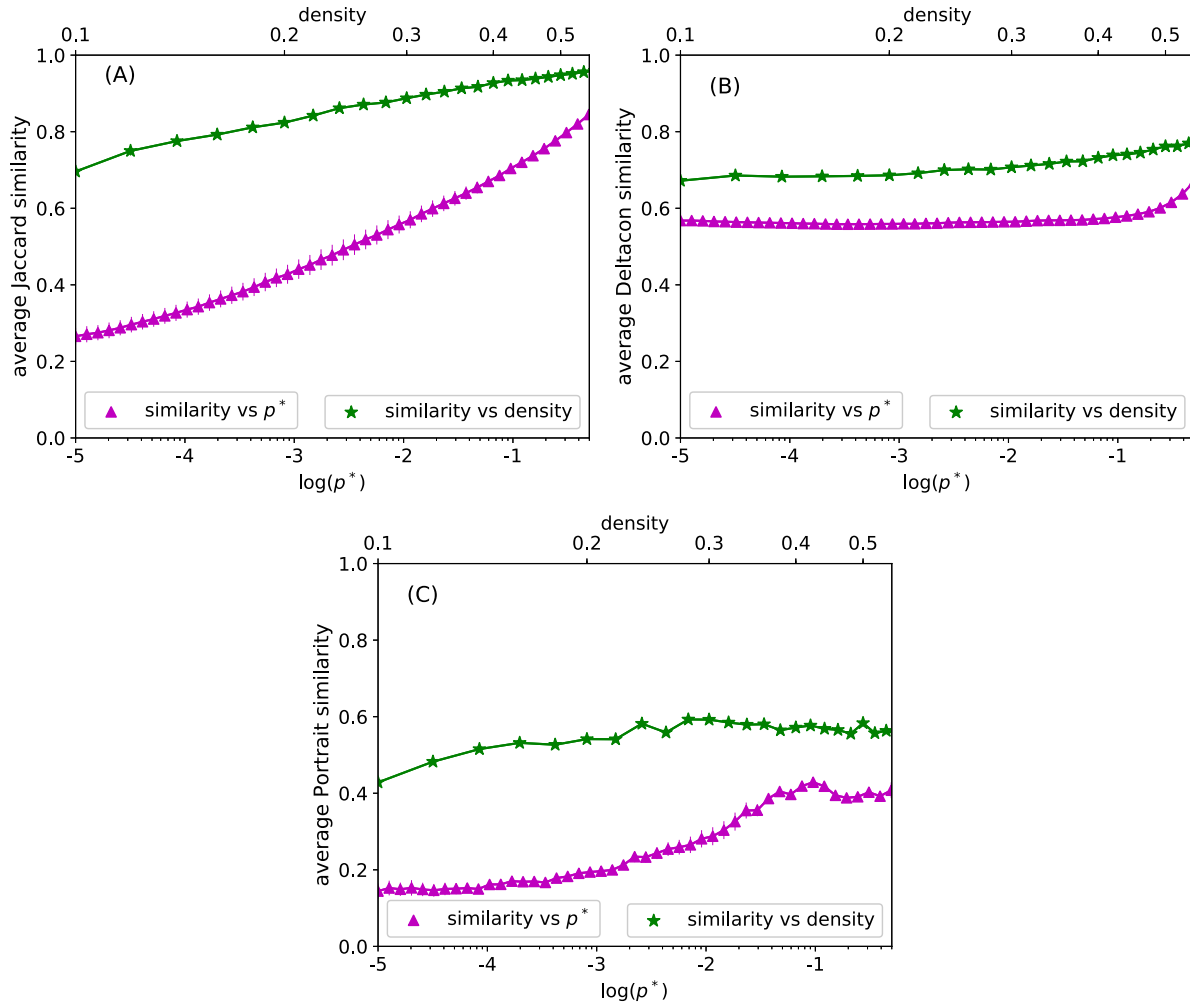 density
0.1 0.2 0.3 0.4 0.5
(A)
average Jaccard similarity
1.0
0.8
0.6
0.4
0.2
0.0
similarity vs p*
similarity vs density
-5 -4 -3 -2 -1
log(p*)
density
0.1 0.2 0.3 0.4 0.5
(B)
average Deltacon similarity
1.0
0.8
0.6
0.4
0.2
0.0
similarity vs p*
similarity vs density
-5 -4 -3 -2 -1
log(p*)
density
0.1 0.2 0.3 0.4 0.5
(C)
average Portrait similarity
1.0
0.8
0.6
0.4
0.2
0.0
similarity vs p*
similarity vs density
-5 -4 -3 -2 -1
log(p*)